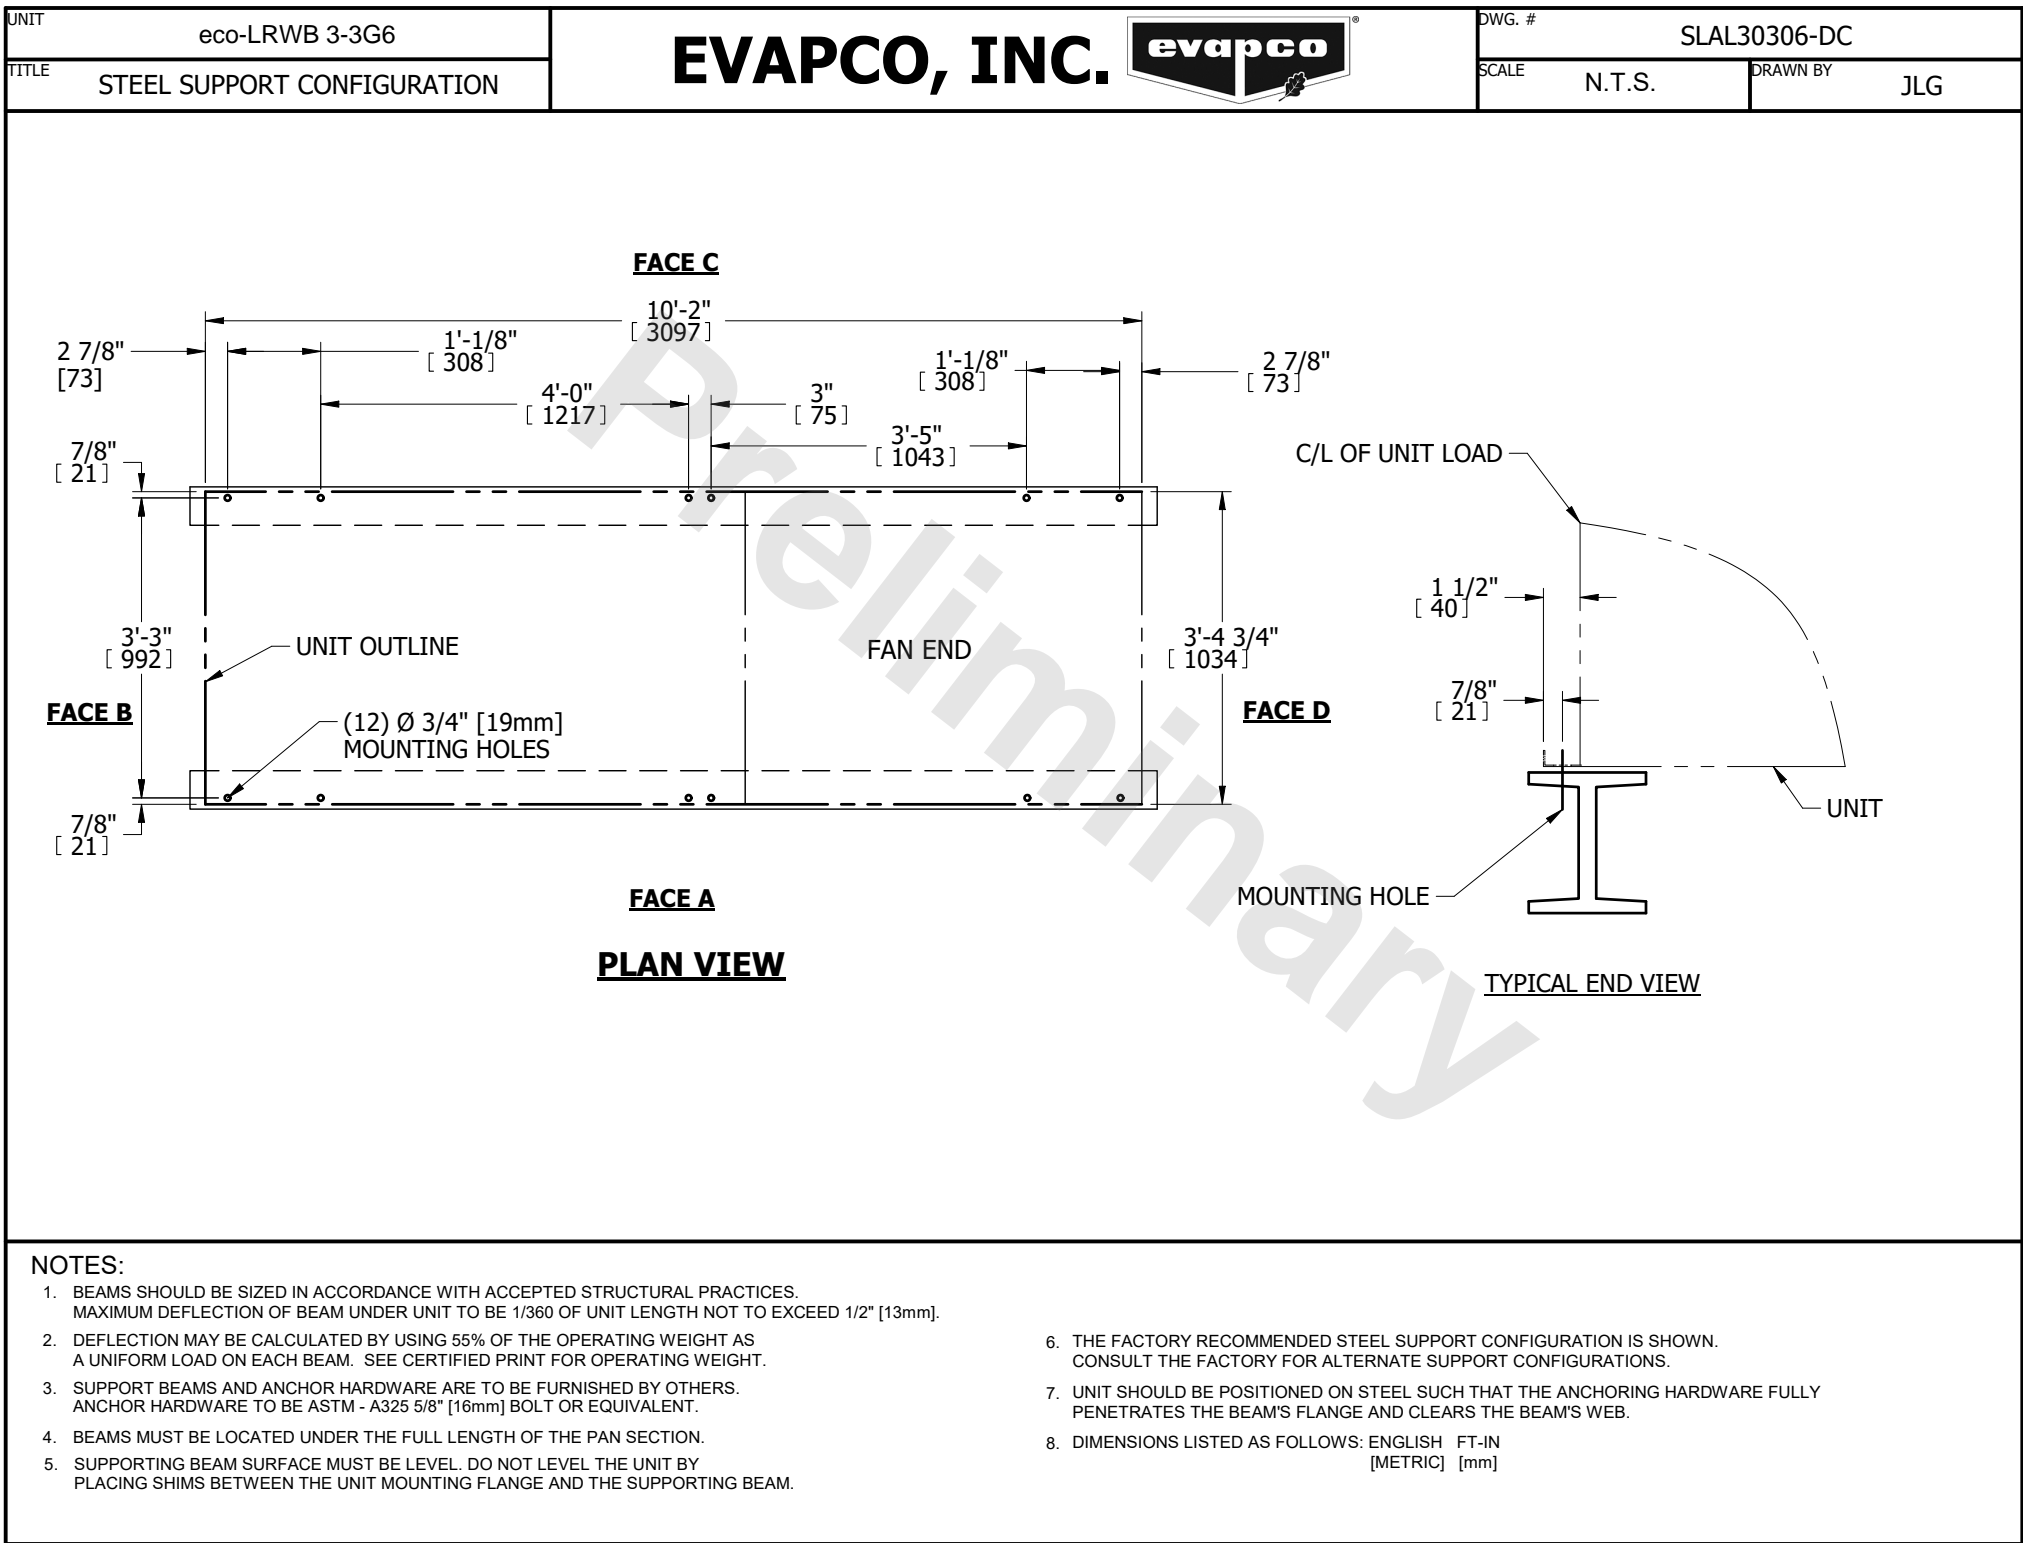 UNIT
eco-LRWB 3-3G6
TITLE
STEEL SUPPORT CONFIGURATION
EVAPCO, INC.
evapco
®
DWG. #
SLAL30306-DC
SCALE
N.T.S.
DRAWN BY
JLG
FACE C
10'-2"
[ 3097]
2 7/8"
[73]
1'-1/8"
[ 308]
1'-1/8"
[ 308]
2 7/8"
[ 73]
4'-0"
[ 1217]
3"
[ 75]
3'-5"
[ 1043]
7/8"
[ 21]
C/L OF UNIT LOAD
1 1/2"
[ 40]
3'-3"
[ 992]
UNIT OUTLINE
FAN END
3'-4 3/4"
[ 1034]
7/8"
[ 21]
FACE B
FACE D
(12) Ø 3/4" [19mm]
MOUNTING HOLES
7/8"
[ 21]
UNIT
MOUNTING HOLE
FACE A
PLAN VIEW
TYPICAL END VIEW
Preliminary
NOTES:
1. BEAMS SHOULD BE SIZED IN ACCORDANCE WITH ACCEPTED STRUCTURAL PRACTICES.
MAXIMUM DEFLECTION OF BEAM UNDER UNIT TO BE 1/360 OF UNIT LENGTH NOT TO EXCEED 1/2" [13mm].
2. DEFLECTION MAY BE CALCULATED BY USING 55% OF THE OPERATING WEIGHT AS
A UNIFORM LOAD ON EACH BEAM. SEE CERTIFIED PRINT FOR OPERATING WEIGHT.
3. SUPPORT BEAMS AND ANCHOR HARDWARE ARE TO BE FURNISHED BY OTHERS.
ANCHOR HARDWARE TO BE ASTM - A325 5/8" [16mm] BOLT OR EQUIVALENT.
4. BEAMS MUST BE LOCATED UNDER THE FULL LENGTH OF THE PAN SECTION.
5. SUPPORTING BEAM SURFACE MUST BE LEVEL. DO NOT LEVEL THE UNIT BY
PLACING SHIMS BETWEEN THE UNIT MOUNTING FLANGE AND THE SUPPORTING BEAM.
6. THE FACTORY RECOMMENDED STEEL SUPPORT CONFIGURATION IS SHOWN.
CONSULT THE FACTORY FOR ALTERNATE SUPPORT CONFIGURATIONS.
7. UNIT SHOULD BE POSITIONED ON STEEL SUCH THAT THE ANCHORING HARDWARE FULLY
PENETRATES THE BEAM'S FLANGE AND CLEARS THE BEAM'S WEB.
8. DIMENSIONS LISTED AS FOLLOWS: ENGLISH FT-IN
[METRIC] [mm]